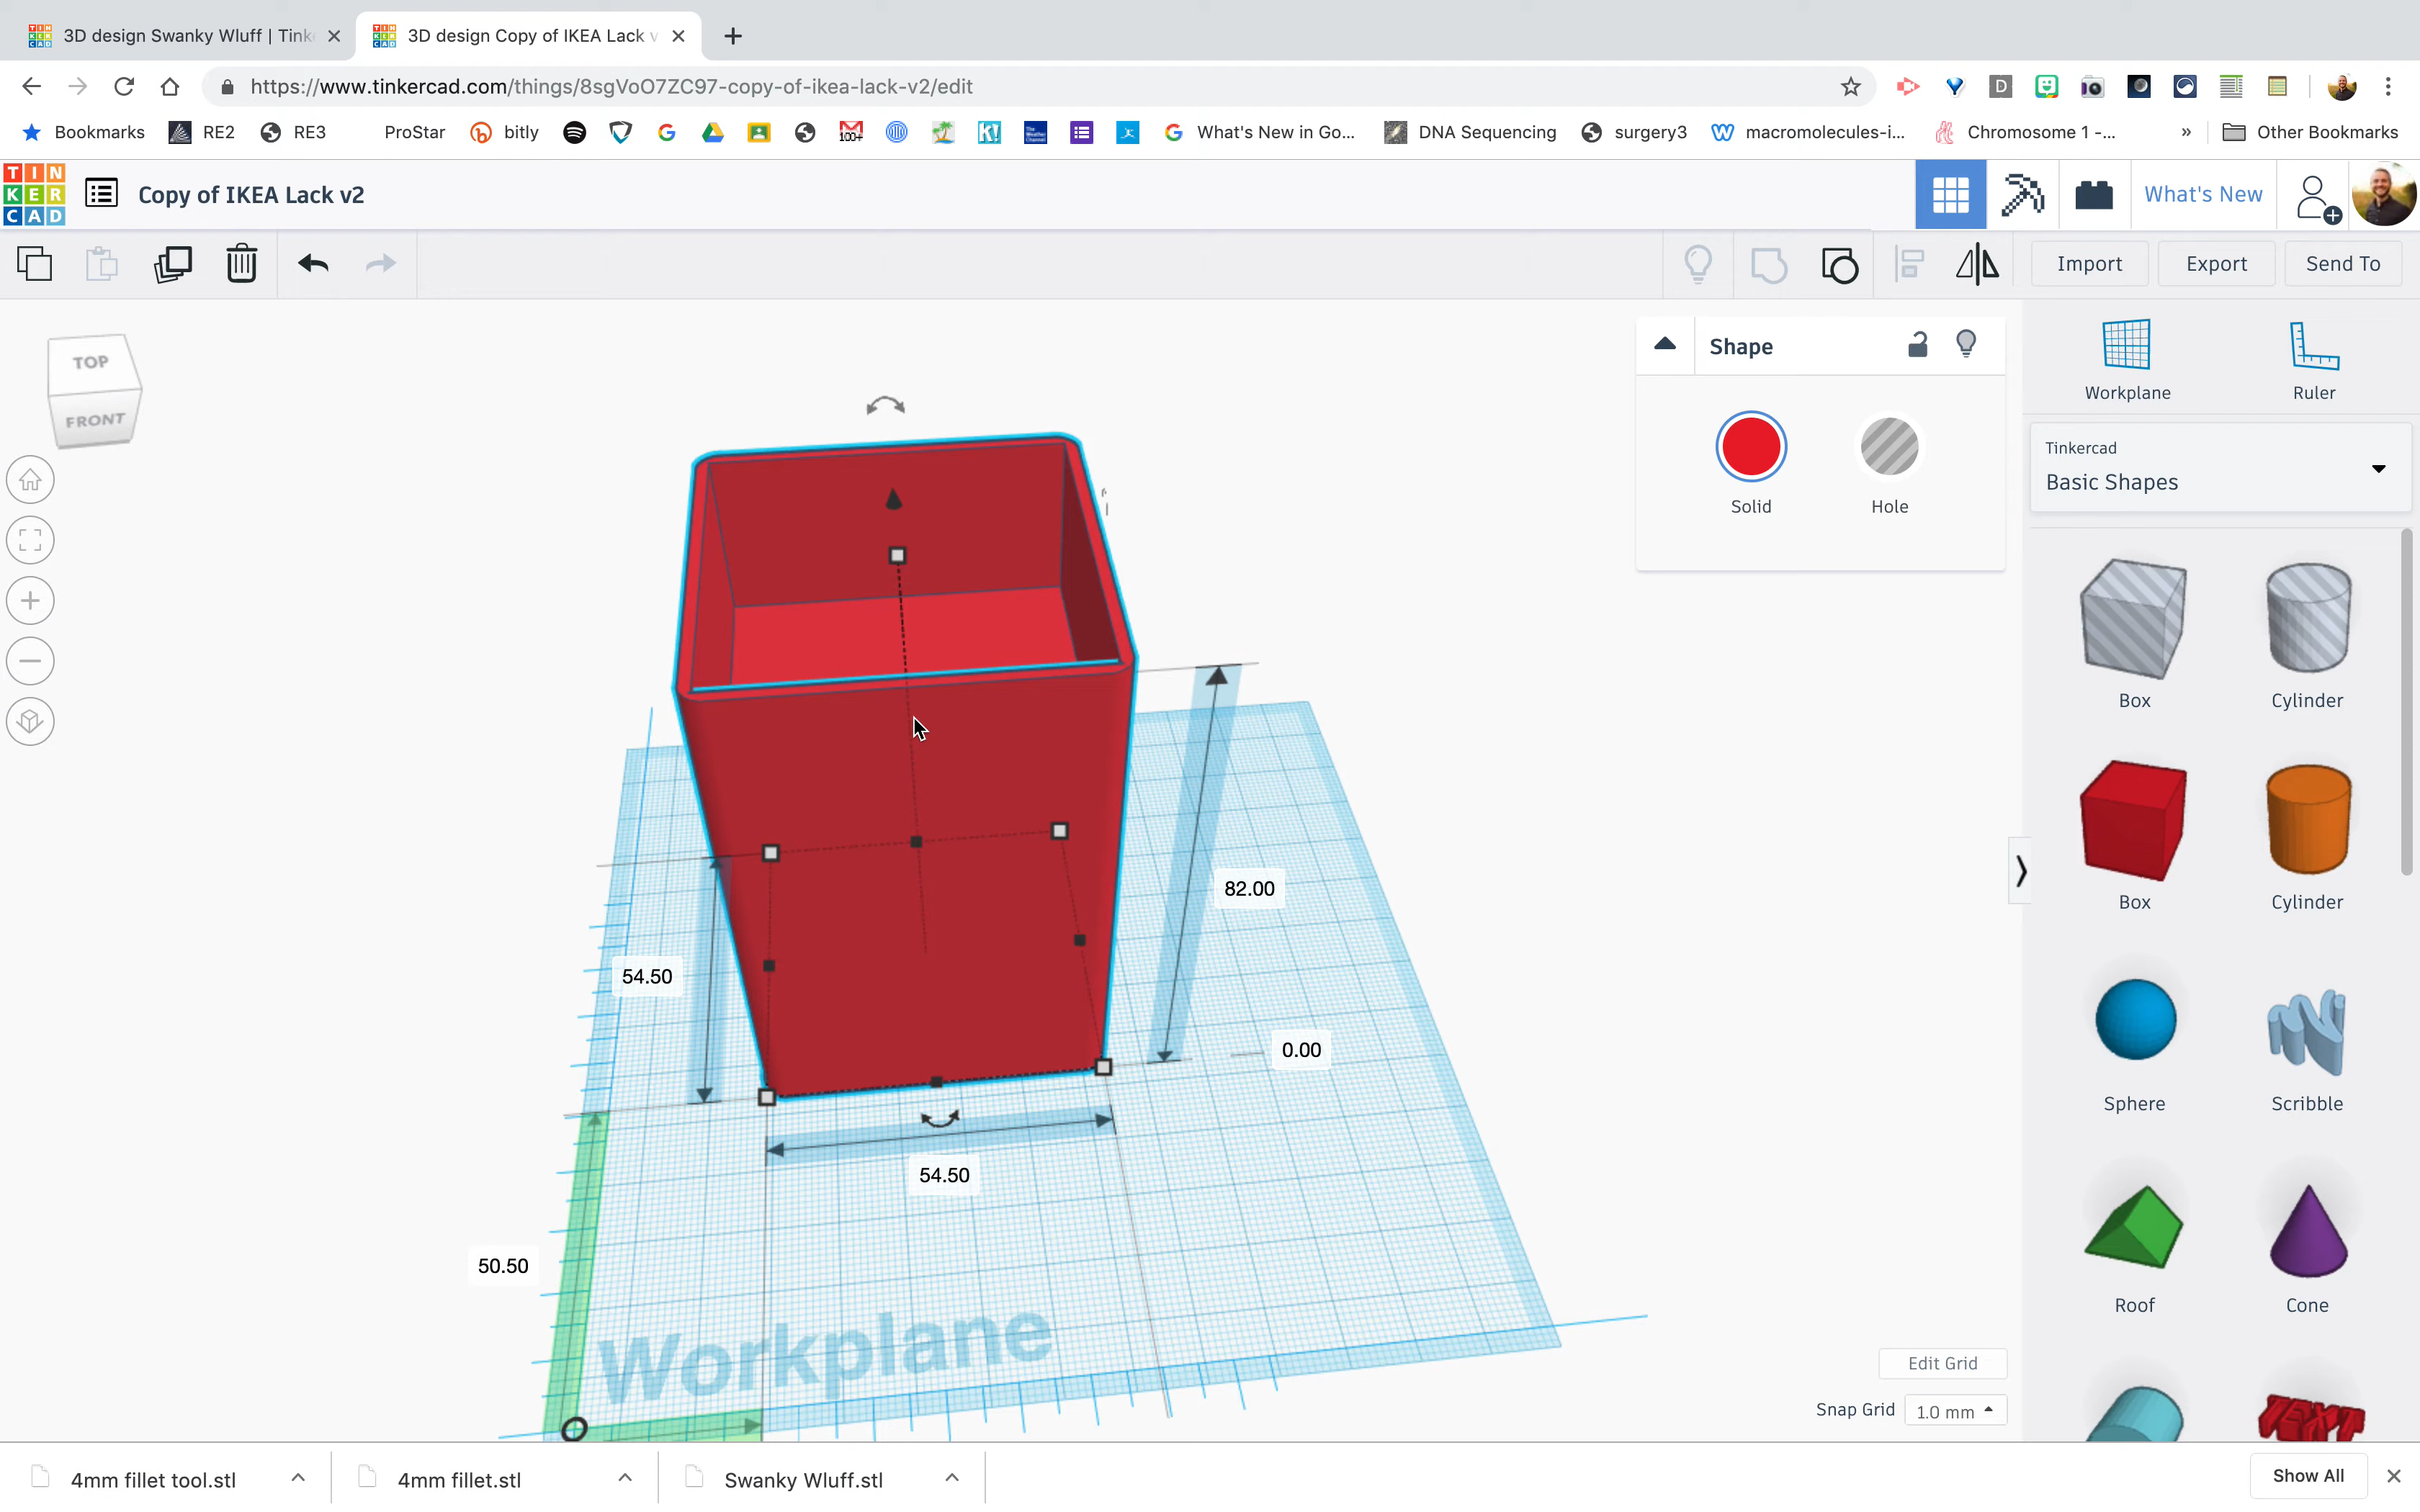 3D design Swanky Wluff | Tink
3D design Copy of IKEA Lack v
https://www.tinkercad.com/things/8sgVoO7ZC97-copy-of-ikea-lack-v2/edit
D
Bookmarks RE2 RE3 ProStar bitly 100+ K! What's New in Go... DNA Sequencing surgery3 macromolecules-i... Chromosome 1 -... » Other Bookmarks
TIN
KER
CAD
Copy of IKEA Lack v2
What's New
Import Export Send To
TOP
FRONT
Shape
Solid Hole
Workplane Ruler
Tinkercad
Basic Shapes
Box Cylinder
Box Cylinder
Sphere Scribble
Roof Cone
TEXT
82.00
54.50
0.00
54.50
50.50
Workplane
Edit Grid
Snap Grid 1.0 mm
4mm fillet tool.stl 4mm fillet.stl Swanky Wluff.stl Show All